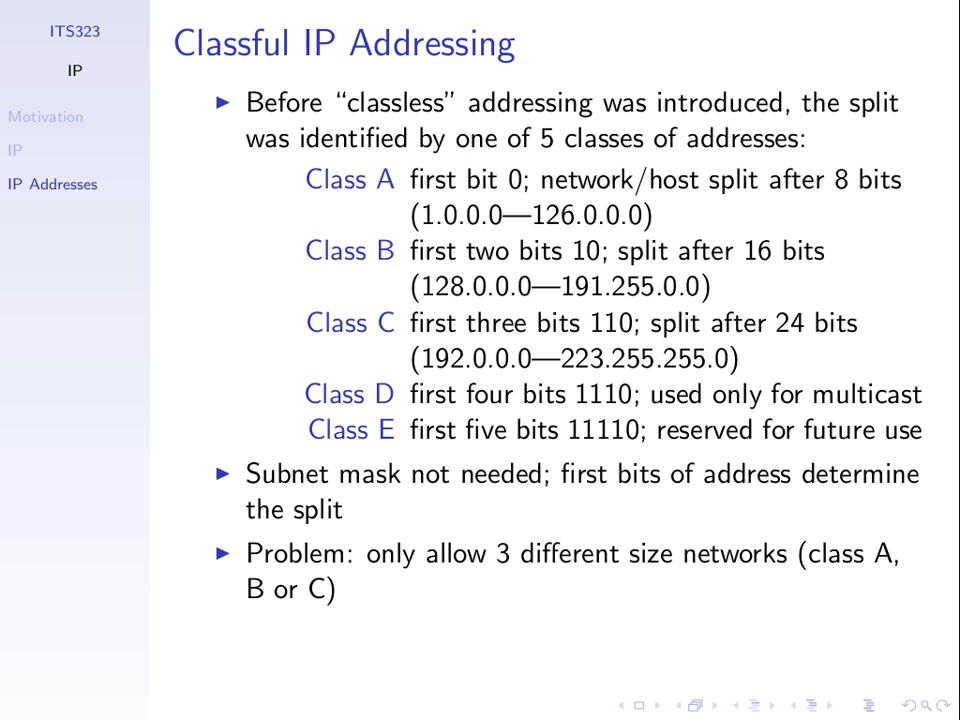 ITS323
IP
Motivation
IP
IP Addresses
Classful IP Addressing
Before “classless” addressing was introduced, the split
was identified by one of 5 classes of addresses:
Class A first bit 0; network/host split after 8 bits
(1.0.0.0—126.0.0.0)
Class B first two bits 10; split after 16 bits
(128.0.0.0—191.255.0.0)
Class C first three bits 110; split after 24 bits
(192.0.0.0—223.255.255.0)
Class D first four bits 1110; used only for multicast
Class E first five bits 11110; reserved for future use
Subnet mask not needed; first bits of address determine
the split
Problem: only allow 3 different size networks (class A,
B or C)